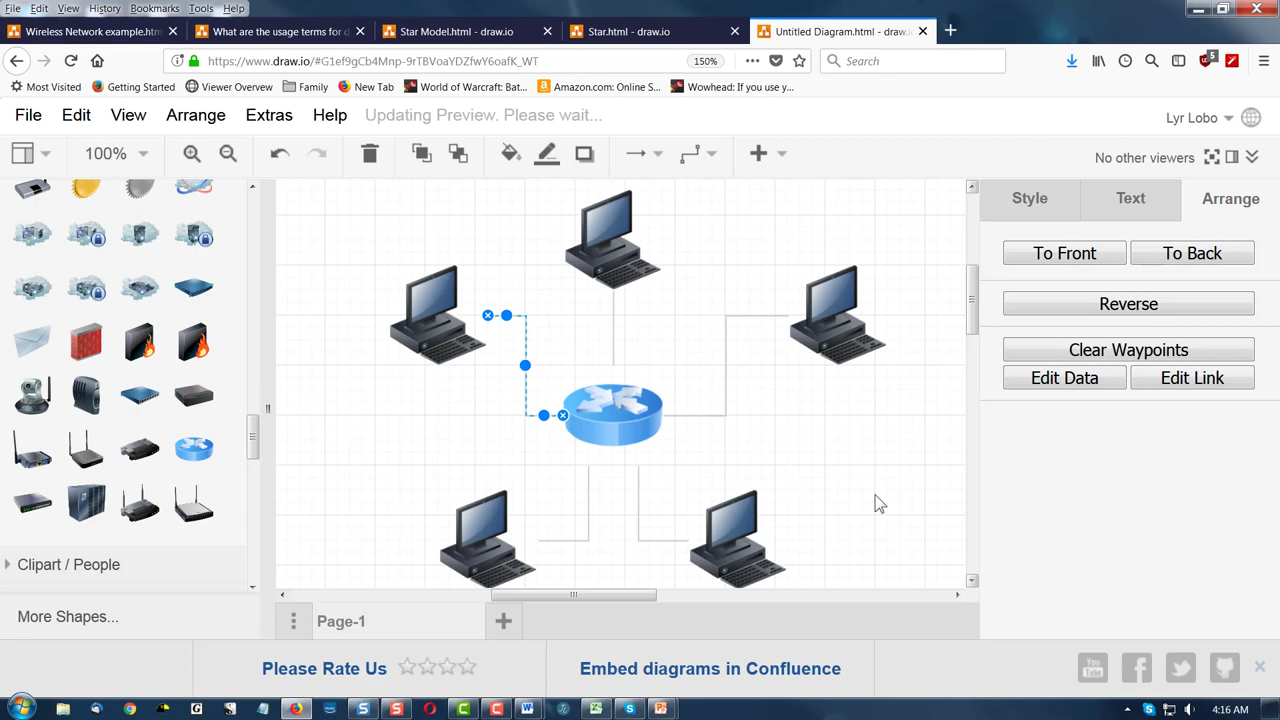 File Edit View History Bookmarks Tools Help
Wireless Network example.htm
What are the usage terms for d
Star Model.html - draw.io
Star.html - draw.io
Untitled Diagram.html - draw.i
https://www.draw.io/#G1ef9gCb4Mnp-9rTBVoaYDZfwY6oafK_WT
150%
Search
5
Most Visited Getting Started Viewer Overview Family New Tab World of Warcraft: Bat... Amazon.com: Online S... Wowhead: If you use y...
File Edit View Arrange Extras Help Updating Preview. Please wait...
Lyr Lobo
100%
No other viewers
Style Text Arrange
To Front To Back
Reverse
Clear Waypoints
Edit Data Edit Link
Clipart / People
More Shapes...
Page-1
Please Rate Us
Embed diagrams in Confluence
You Tube
4:16 AM